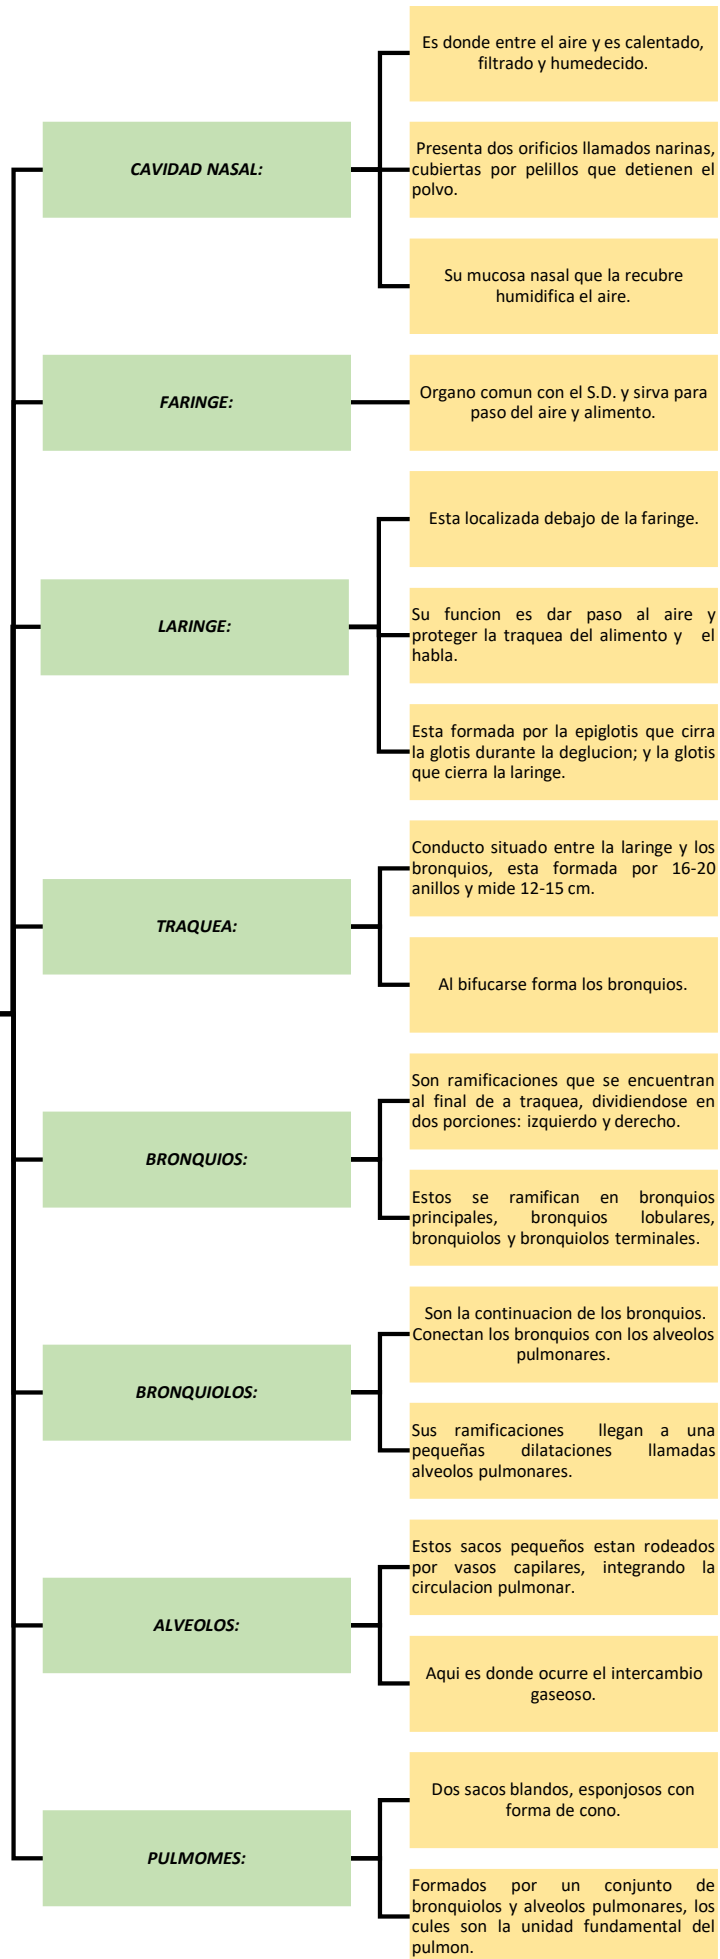 CAVIDAD NASAL:
Es donde entre el aire y es calentado,
filtrado y humedecido.
Presenta dos orificios llamados narinas,
cubiertas por pelillos que detienen el
polvo.
Su mucosa nasal que la recubre
humidifica el aire.
FARINGE:
Organo comun con el S.D. y sirva para
paso del aire y alimento.
LARINGE:
Esta localizada debajo de la faringe.
Su funcion es dar paso al aire y
proteger la traquea del alimento y el
habla.
Esta formada por la epiglotis que cirra
la glotis durante la deglucion; y la glotis
que cierra la laringe.
TRAQUEA:
Conducto situado entre la laringe y los
bronquios, esta formada por 16-20
anillos y mide 12-15 cm.
Al bifucarse forma los bronquios.
BRONQUIOS:
Son ramificaciones que se encuentran
al final de a traquea, dividiendose en
dos porciones: izquierdo y derecho.
Estos se ramifican en bronquios
principales, bronquios lobulares,
bronquiolos y bronquiolos terminales.
BRONQUIOLOS:
Son la continuacion de los bronquios.
Conectan los bronquios con los alveolos
pulmonares.
Sus ramificaciones llegan a una
pequeñas dilataciones llamadas
alveolos pulmonares.
ALVEOLOS:
Estos sacos pequeños estan rodeados
por vasos capilares, integrando la
circulacion pulmonar.
Aqui es donde ocurre el intercambio
gaseoso.
PULMOMES:
Dos sacos blandos, esponjosos con
forma de cono.
Formados por un conjunto de
bronquiolos y alveolos pulmonares, los
cules son la unidad fundamental del
pulmon.